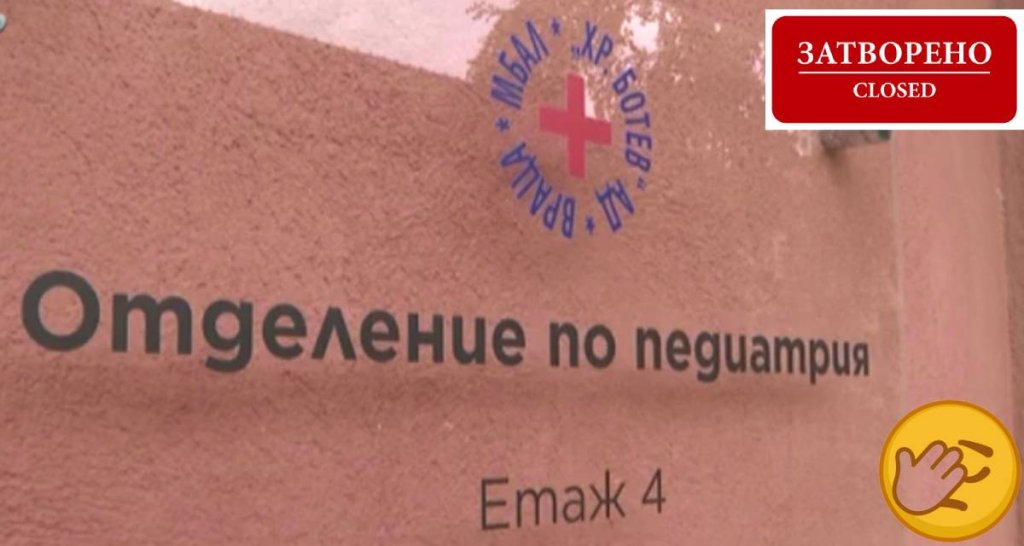 ЗАТВОРЕНО
CLOSED
МБАЛ * „ХР. БОТЕВ“ АД * ВРАЦА *
Отделение по педиатрия
Етаж 4